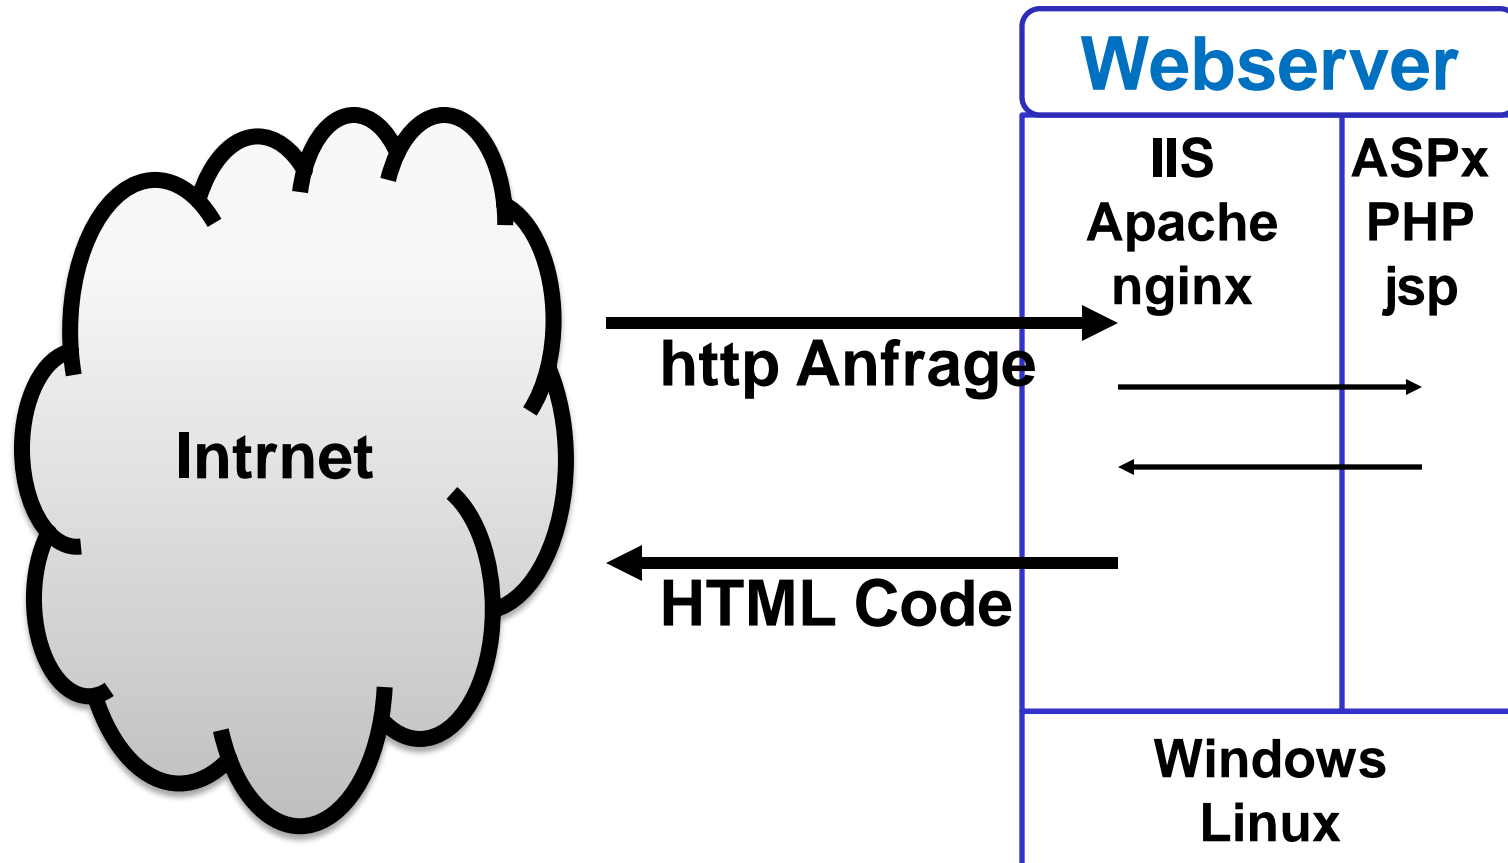 Webserver
IIS
Apache
nginx
ASPx
PHP
jsp
http Anfrage
Intrnet
HTML Code
Windows
Linux